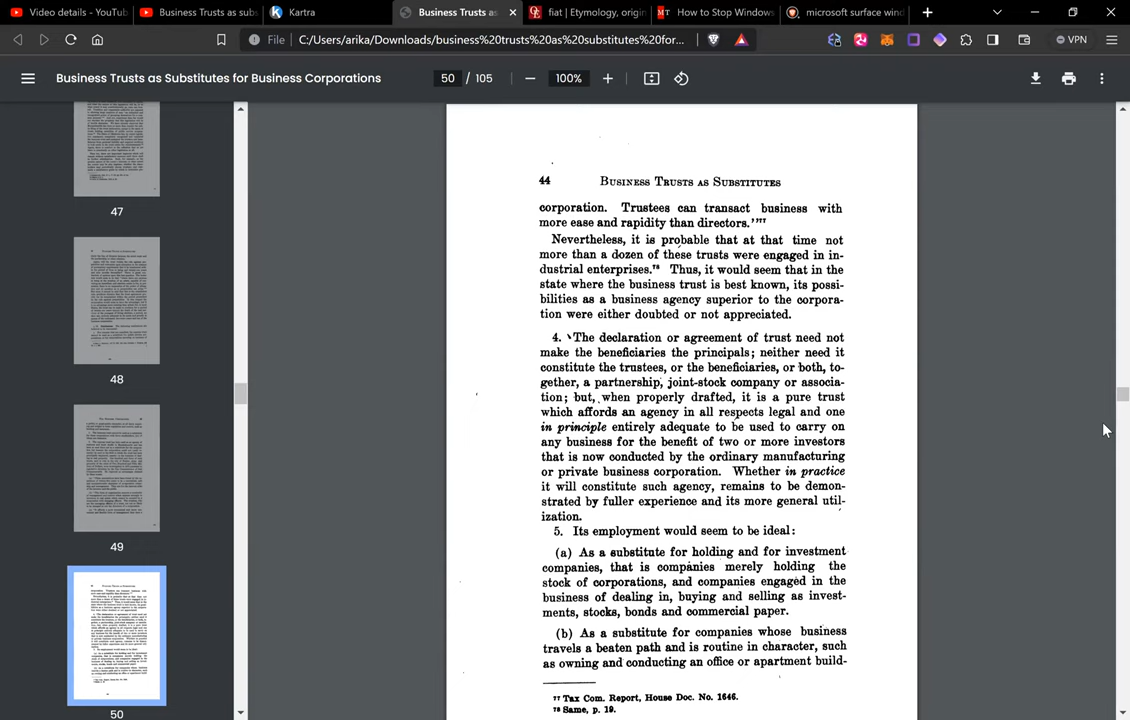 Video details - YouTub
Business Trusts as sub
Kartra
Business Trusts as
fiat | Etymology, origin
How to Stop Windows
microsoft surface wind
File
C:/Users/arika/Downloads/business%20trusts%20as%20substitutes%20for...
VPN
Business Trusts as Substitutes for Business Corporations
50 / 105
100%
47
48
49
50
44 BUSINESS TRUSTS AS SUBSTITUTES
corporation. Trustees can transact business with
more ease and rapidity than directors.'"77
Nevertheless, it is probable that at that time not
more than a dozen of these trusts were engaged in in-
dustrial enterprises.78 Thus, it would seem that in the
state where the business trust is best known, its possi-
bilities as a business agency superior to the corpora-
tion were either doubted or not appreciated.
4. The declaration or agreement of trust need not
make the beneficiaries the principals; neither need it
constitute the trustees, or the beneficiaries, or both, to-
gether, a partnership, joint-stock company or associa-
tion; but, when properly drafted, it is a pure trust
which affords an agency in all respects legal and one
in principle entirely adequate to be used to carry on
any business for the benefit of two or more investors
that is now conducted by the ordinary manufacturing
or private business corporation. Whether in practice
it will constitute such agency, remains to be demon-
strated by fuller experience and its more general util-
ization.
5. Its employment would seem to be ideal:
(a) As a substitute for holding and for investment
companies, that is companies merely holding the
stock of corporations, and companies engaged in the
business of dealing in, buying and selling as invest-
ments, stocks, bonds and commercial paper.
(b) As a substitute for companies whose business
travels a beaten path and is routine in character, such
as owning and conducting an office or apartment build-
77 Tax Com. Report, House Doc. No. 1646.
78 Same, p. 19.